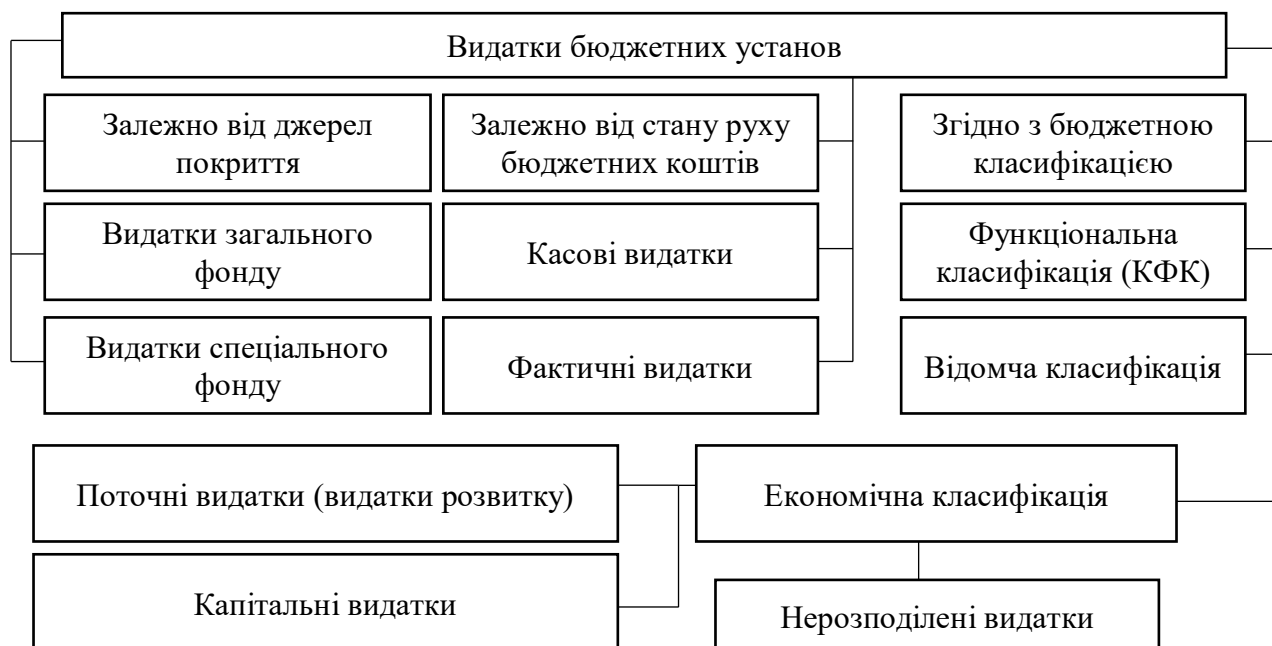 Видатки бюджетних установ
Залежно від джерел
покриття
Залежно від стану руху
бюджетних коштів
Згідно з бюджетною
класифікацією
Видатки загального
фонду
Касові видатки
Функціональна
класифікація (КФК)
Видатки спеціального
фонду
Фактичні видатки
Відомча класифікація
Поточні видатки (видатки розвитку)
Економічна класифікація
Капітальні видатки
Нерозподілені видатки